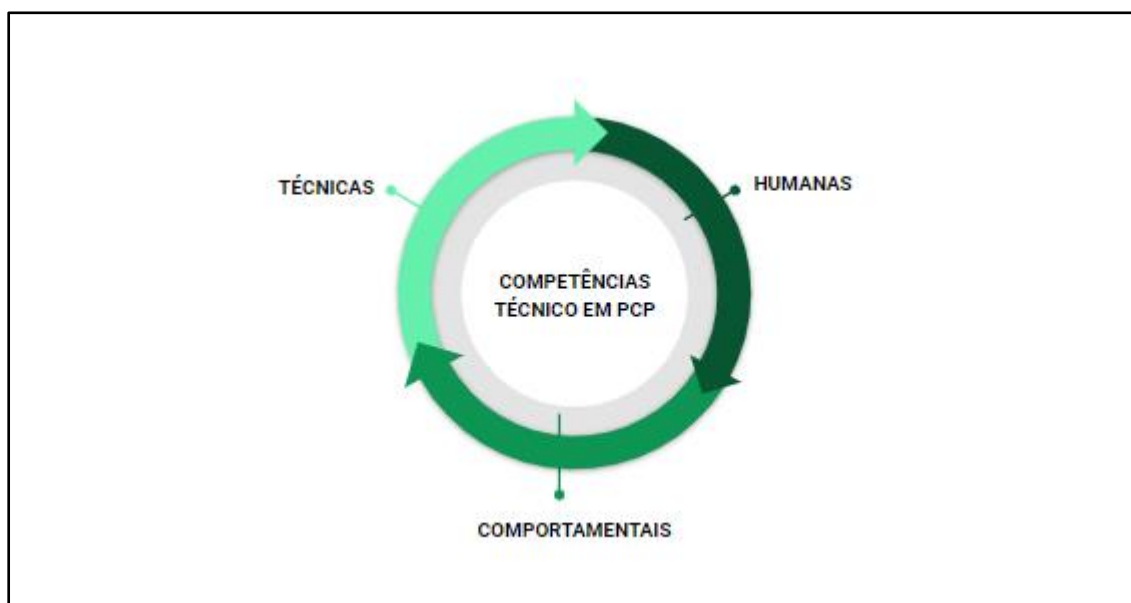 TÉCNICAS
HUMANAS
COMPETÊNCIAS
TÉCNICO EM PCP
COMPORTAMENTAIS